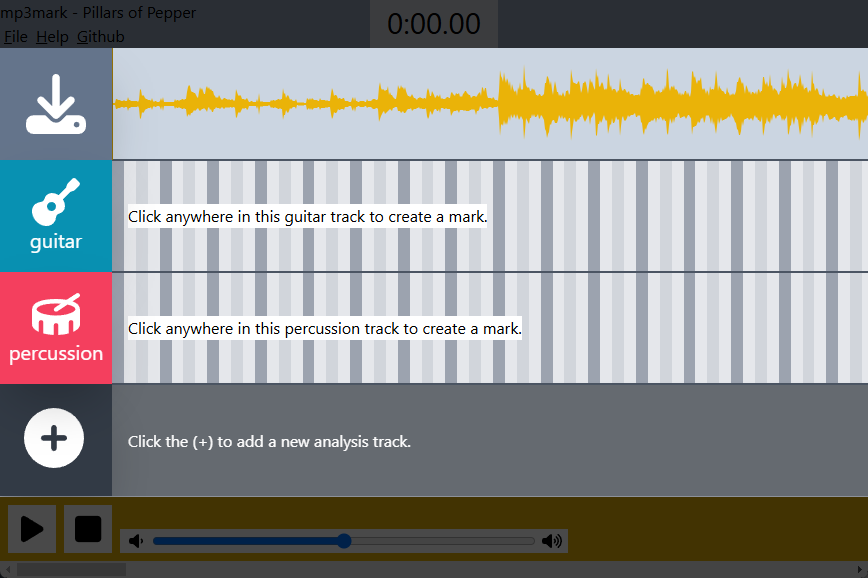 mp3mark - Pillars of Pepper
File Help Github
0:00.00
guitar
Click anywhere in this guitar track to create a mark.
percussion
Click anywhere in this percussion track to create a mark.
Click the (+) to add a new analysis track.